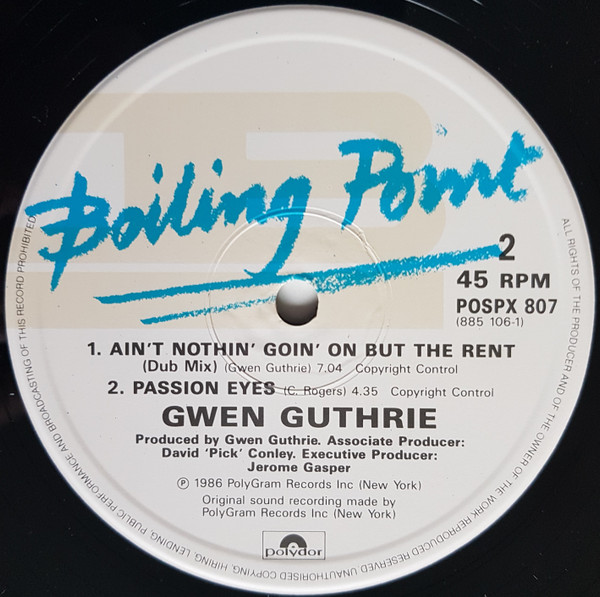 Boiling Point
2
45 RPM
POSPX 807
(885 106-1)
1. AIN'T NOTHIN' GOIN' ON BUT THE RENT
(Dub Mix) (Gwen Guthrie) 7.04 Copyright Control
2. PASSION EYES (C. Rogers) 4.35 Copyright Control
GWEN GUTHRIE
Produced by Gwen Guthrie. Associate Producer:
David 'Pick' Conley. Executive Producer:
Jerome Gasper
℗ 1986 PolyGram Records Inc (New York)
Original sound recording made by
PolyGram Records Inc (New York)
polydor
ALL RIGHTS OF THE PRODUCER AND OF THE OWNER OF THE WORK REPRODUCED RESERVED UNAUTHORISED COPYING, HIRING, LENDING, PUBLIC PERFORMANCE AND BROADCASTING OF THIS RECORD PROHIBITED